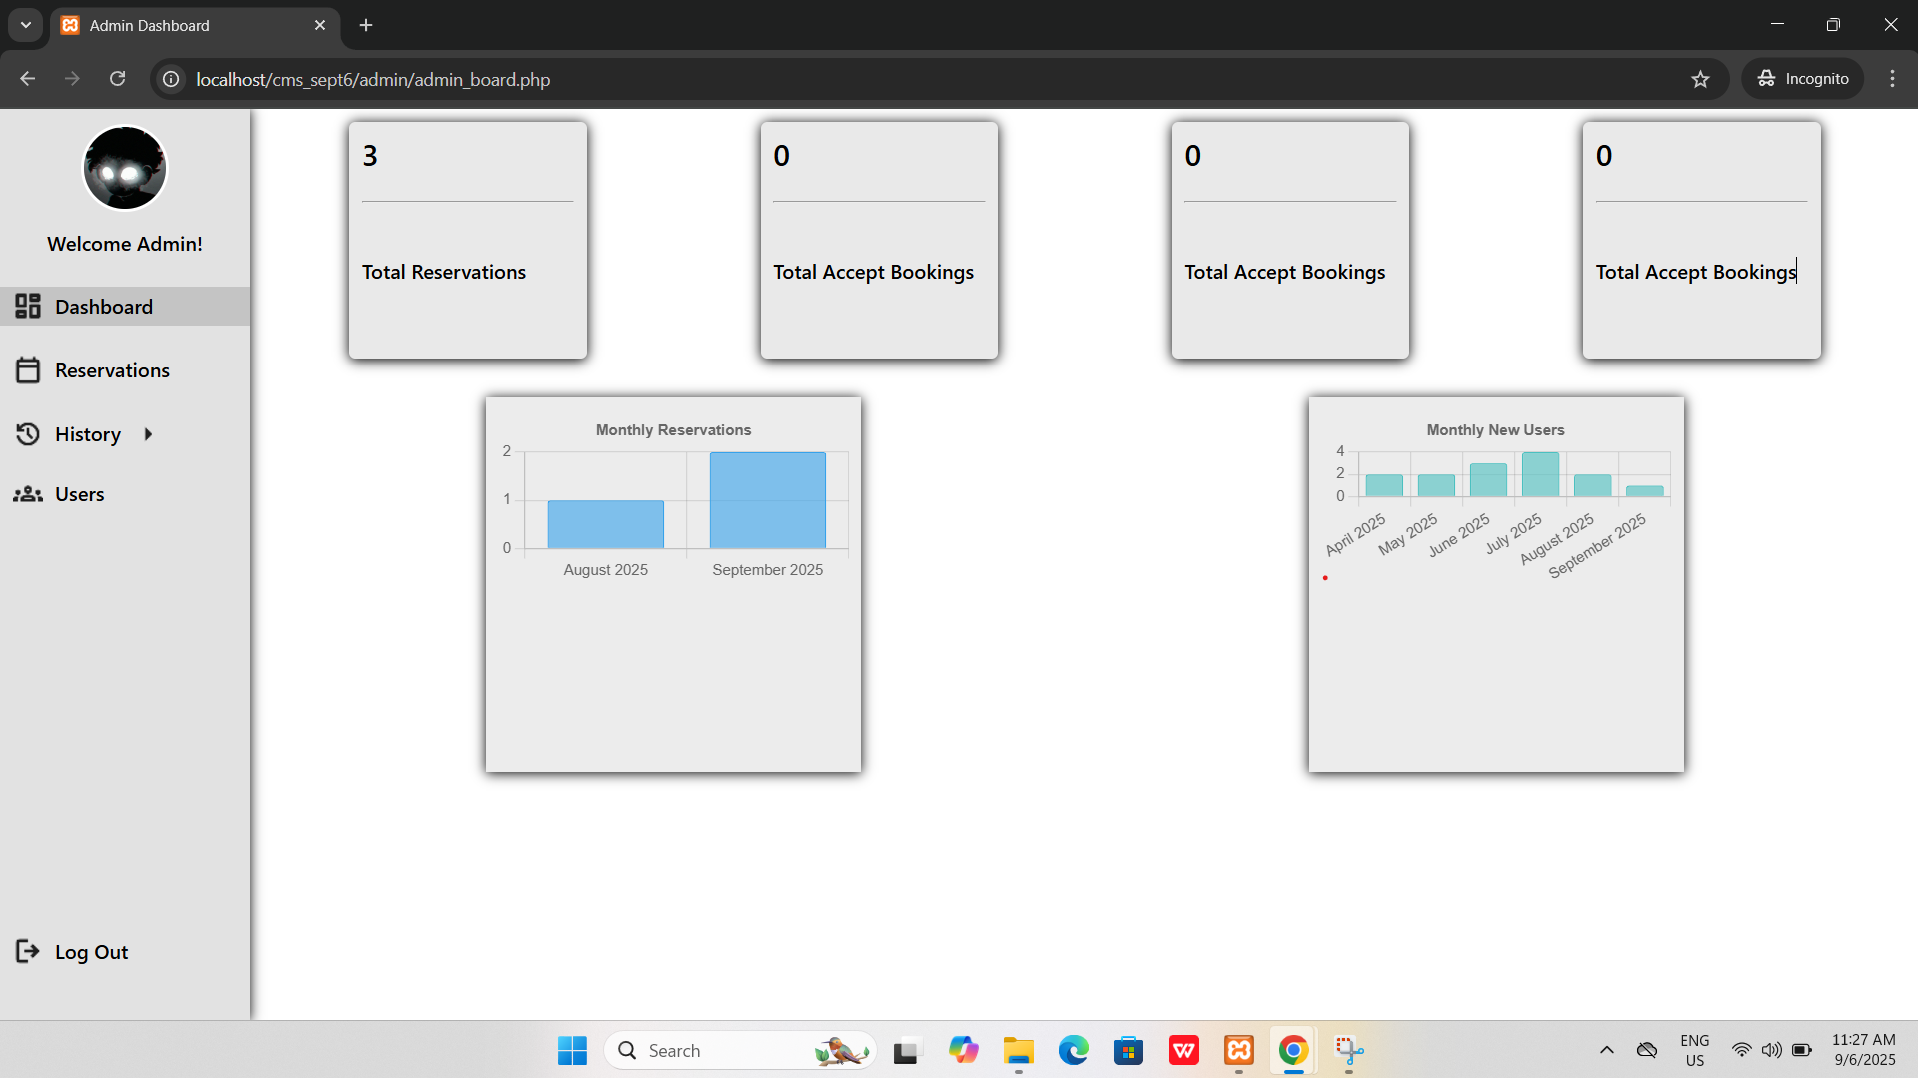 Admin Dashboard
localhost/cms_sept6/admin/admin_board.php
Incognito
Welcome Admin!
Dashboard
Reservations
History
Users
Log Out
3
Total Reservations
0
Total Accept Bookings
0
Total Accept Bookings
0
Total Accept Bookings
Monthly Reservations
2
1
0
August 2025
September 2025
Monthly New Users
4
2
0
April 2025
May 2025
June 2025
July 2025
August 2025
September 2025
Search
W
ENG
US
11:27 AM
9/6/2025